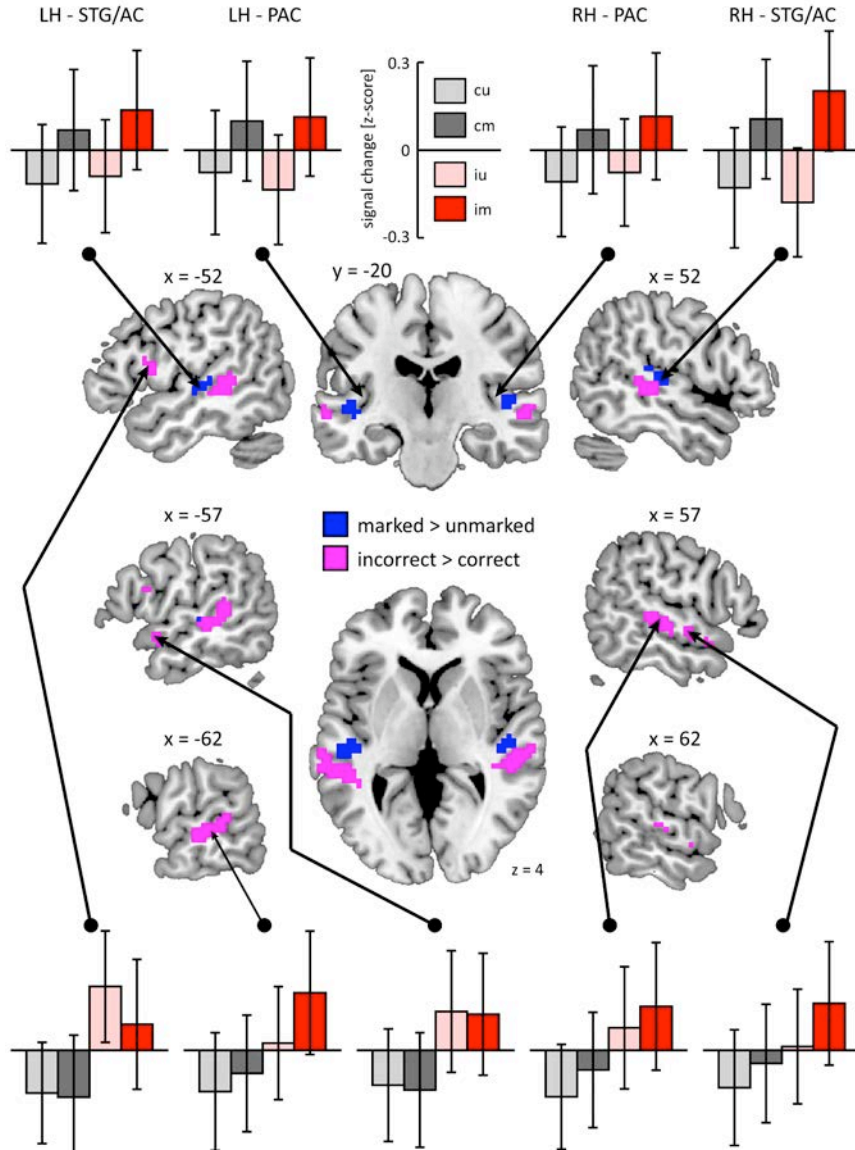 LH - STG/AC
LH - PAC
RH - PAC
RH - STG/AC
0.3
0
-0.3
signal change [z-score]
cu
cm
iu
im
x = -52
y = -20
x = 52
x = -57
marked > unmarked
incorrect > correct
x = 57
x = -62
x = 62
z = 4